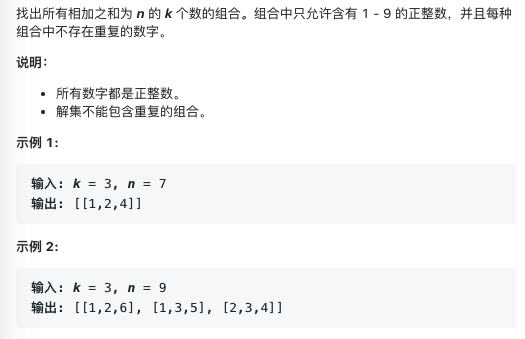 找出所有相加之和为 n 的 k 个数的组合。组合中只允许含有 1 - 9 的正整数，并且每种
组合中不存在重复的数字。
说明：
• 所有数字都是正整数。
• 解集不能包含重复的组合。
示例 1:
输入: k = 3, n = 7
输出: [[1,2,4]]
示例 2:
输入: k = 3, n = 9
输出: [[1,2,6], [1,3,5], [2,3,4]]